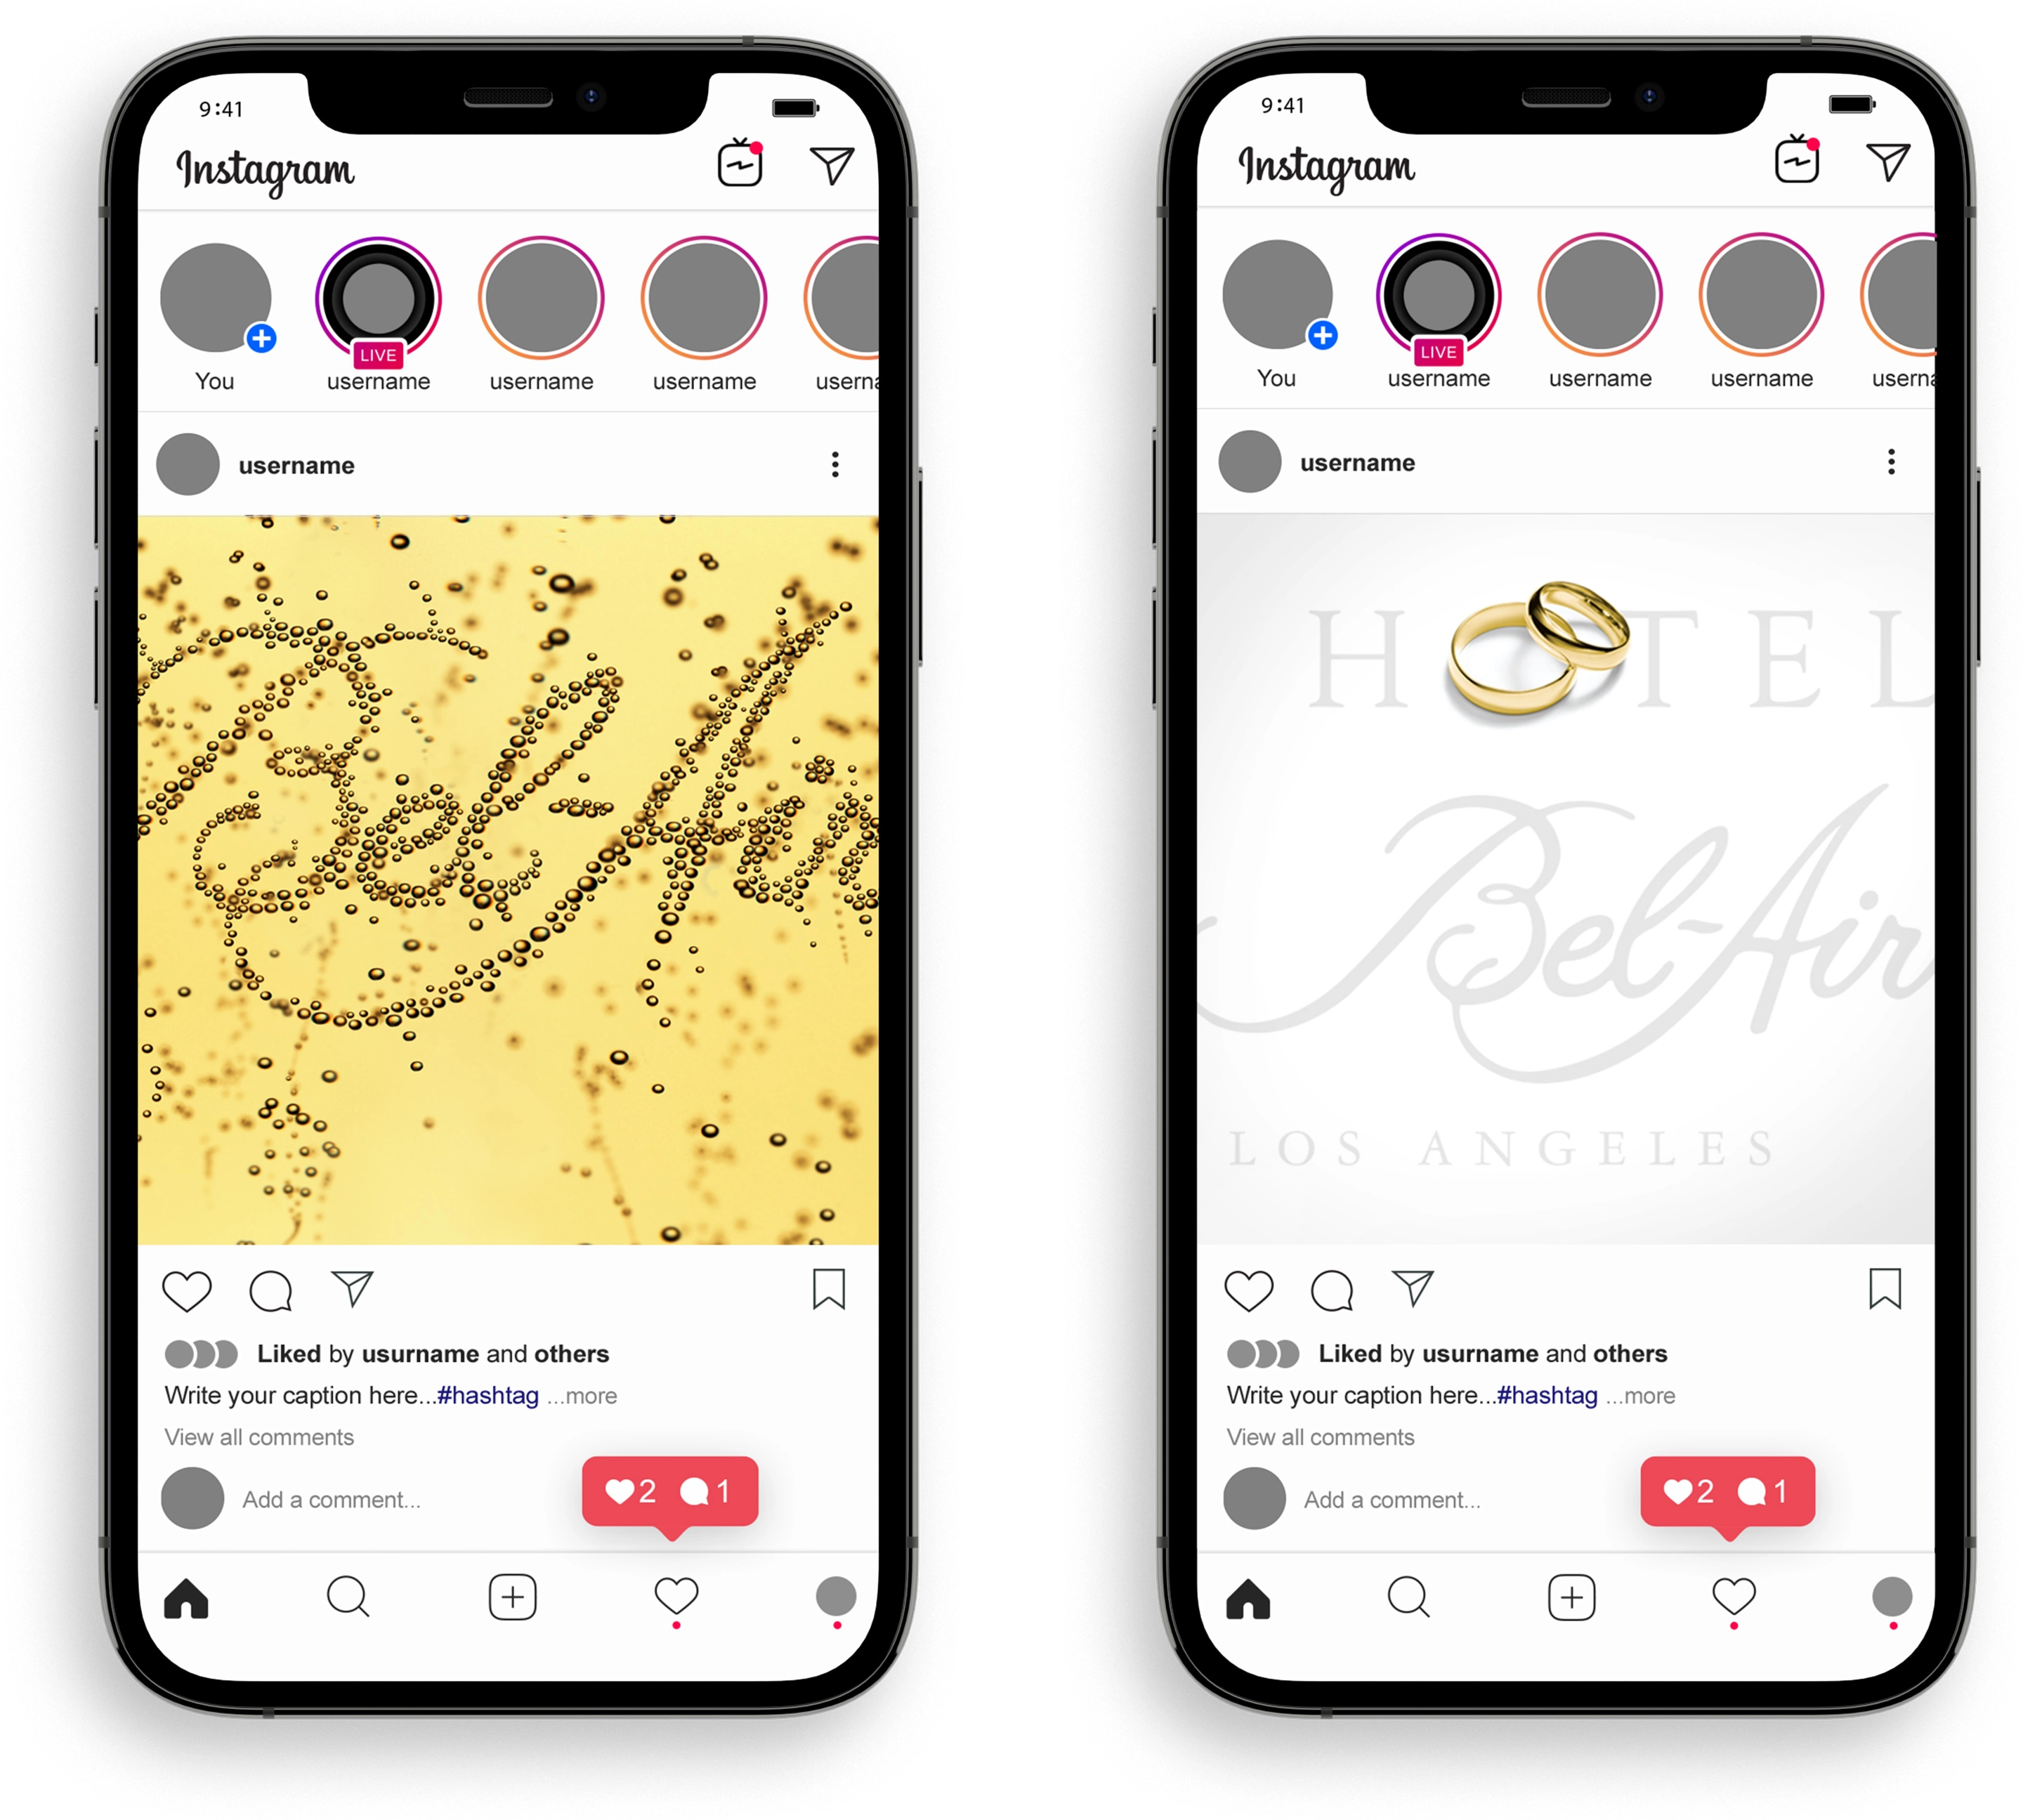 9:41
Instagram
LIVE
You
username
username
username
userna
username
Bel-Air
Liked by usurname and others
Write your caption here...#hashtag ...more
View all comments
Add a comment...
2 1
9:41
Instagram
LIVE
You
username
username
username
userna
username
H TEL
Bel-Air
LOS ANGELES
Liked by usurname and others
Write your caption here...#hashtag ...more
View all comments
Add a comment...
2 1